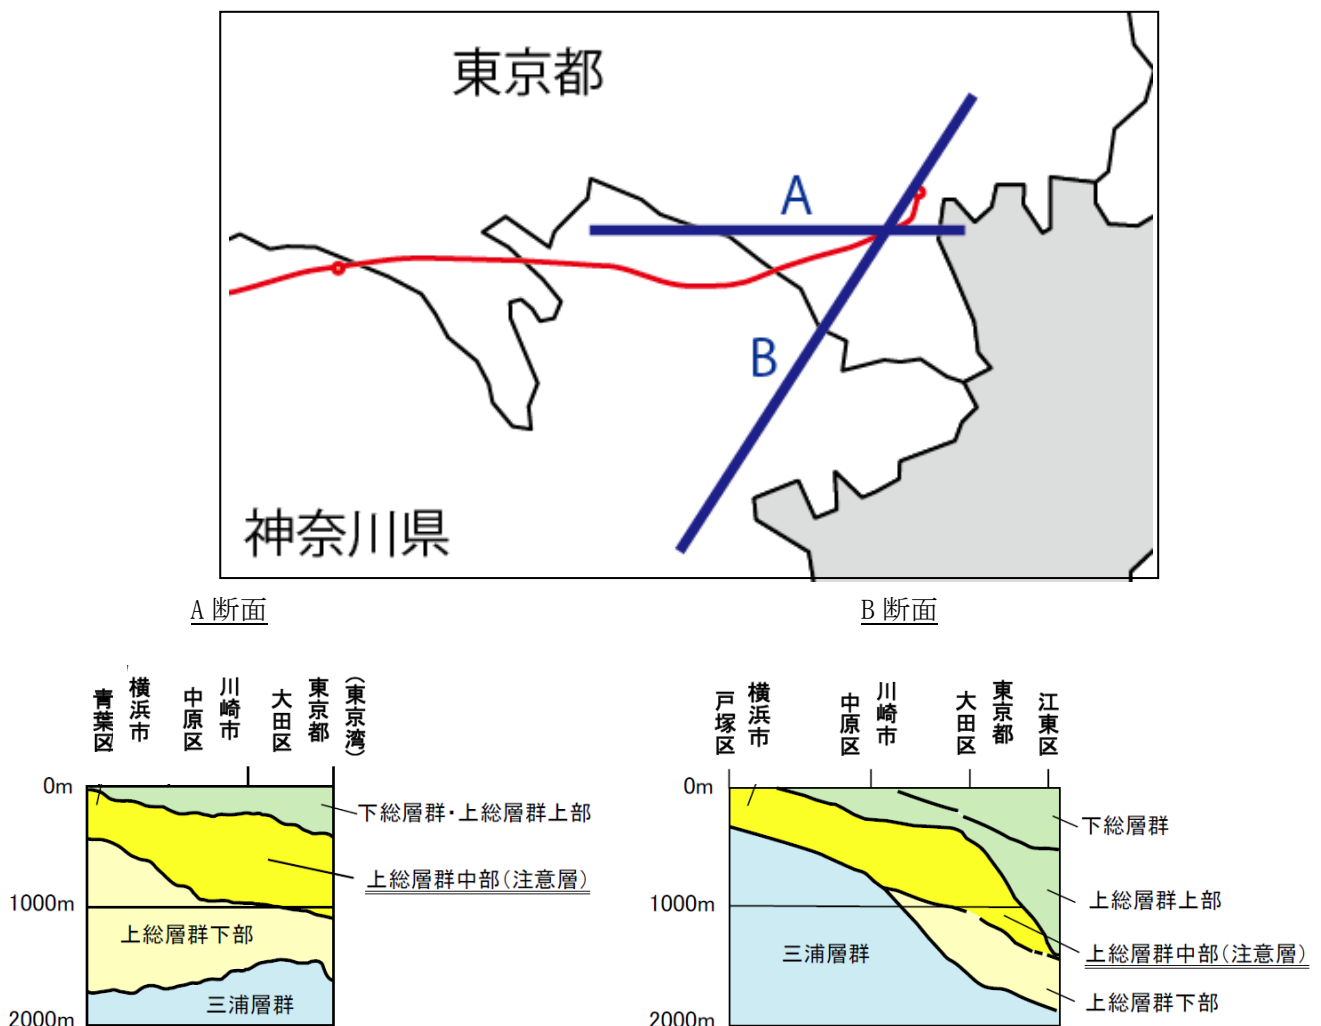 東京都
A
B
神奈川県
A 断面
B 断面
青葉区
横浜市
中原区
川崎市
大田区
東京都
(東京湾)
0m
1000m
2000m
下総層群・上総層群上部
上総層群中部(注意層)
上総層群下部
三浦層群
戸塚区
横浜市
中原区
川崎市
大田区
東京都
江東区
0m
1000m
2000m
下総層群
上総層群上部
上総層群中部(注意層)
上総層群下部
三浦層群